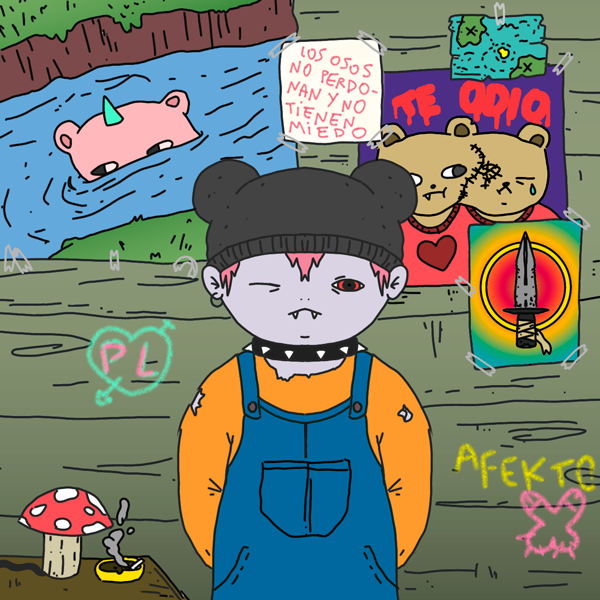 LOS OSOS
NO PERDO-
NAN Y NO
TIENEN
MIEDO
TE ODIO
PL
AFEKTO